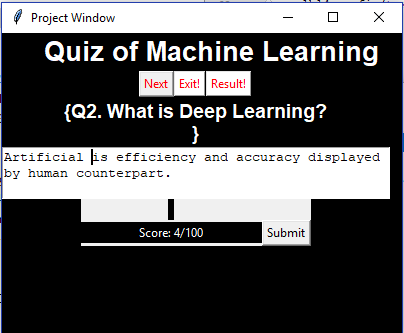 Project Window
Quiz of Machine Learning
Next Exit! Result!
{Q2. What is Deep Learning?
}
Artificial is efficiency and accuracy displayed
by human counterpart.
Score: 4/100 Submit